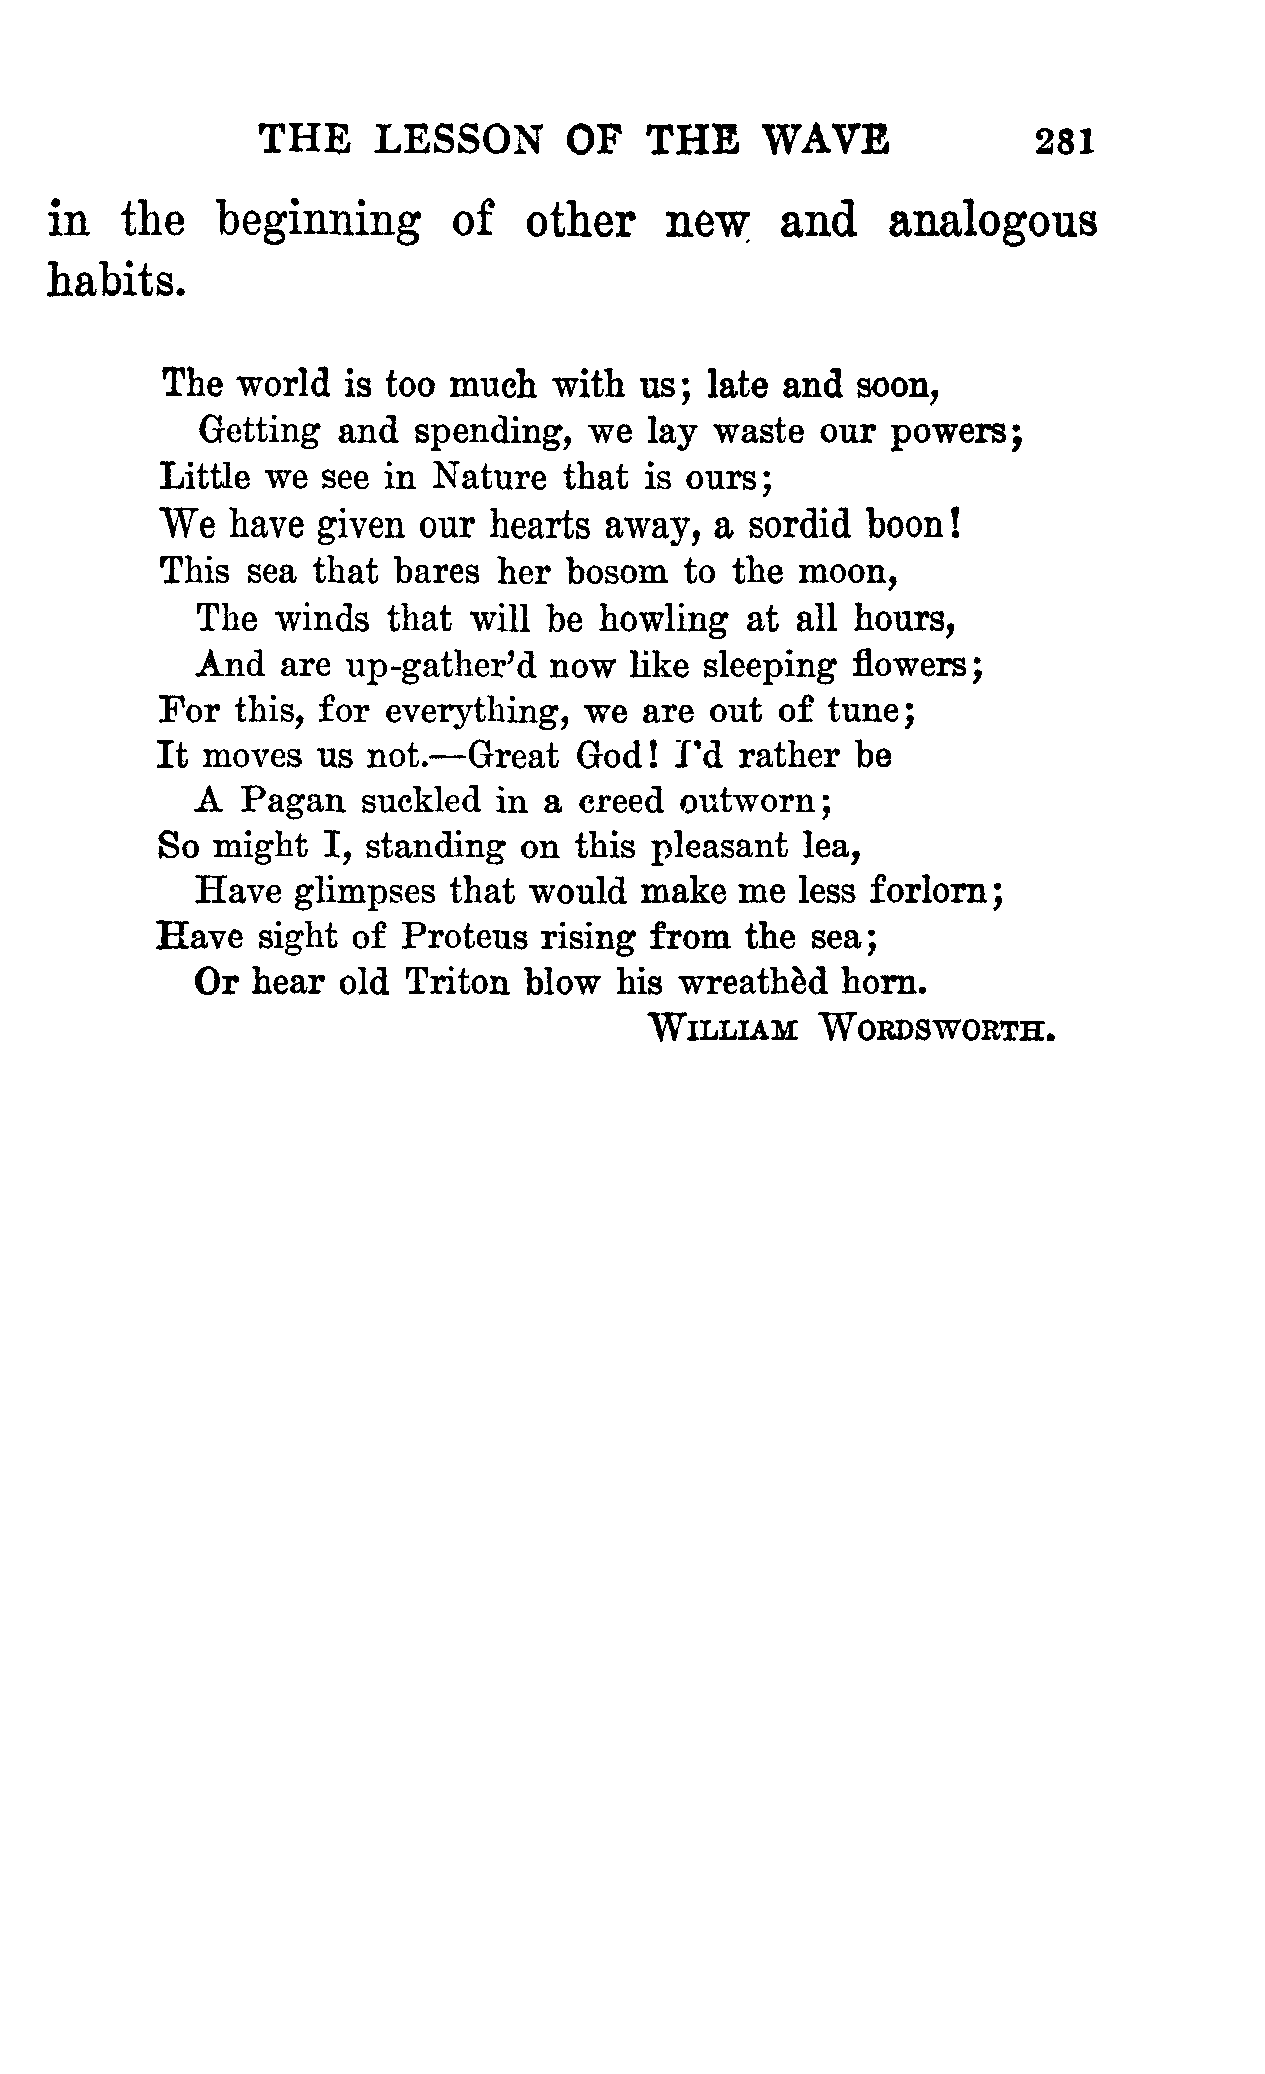 THE LESSON OF THE WAVE 281
in the beginning of other new and analogous
habits.
The world is too much with us; late and soon,
Getting and spending, we lay waste our powers;
Little we see in Nature that is ours;
We have given our hearts away, a sordid boon!
This sea that bares her bosom to the moon,
The winds that will be howling at all hours,
And are up-gather'd now like sleeping flowers;
For this, for everything, we are out of tune;
It moves us not.—Great God! I'd rather be
A Pagan suckled in a creed outworn;
So might I, standing on this pleasant lea,
Have glimpses that would make me less forlorn;
Have sight of Proteus rising from the sea;
Or hear old Triton blow his wreathèd horn.
WILLIAM WORDSWORTH.